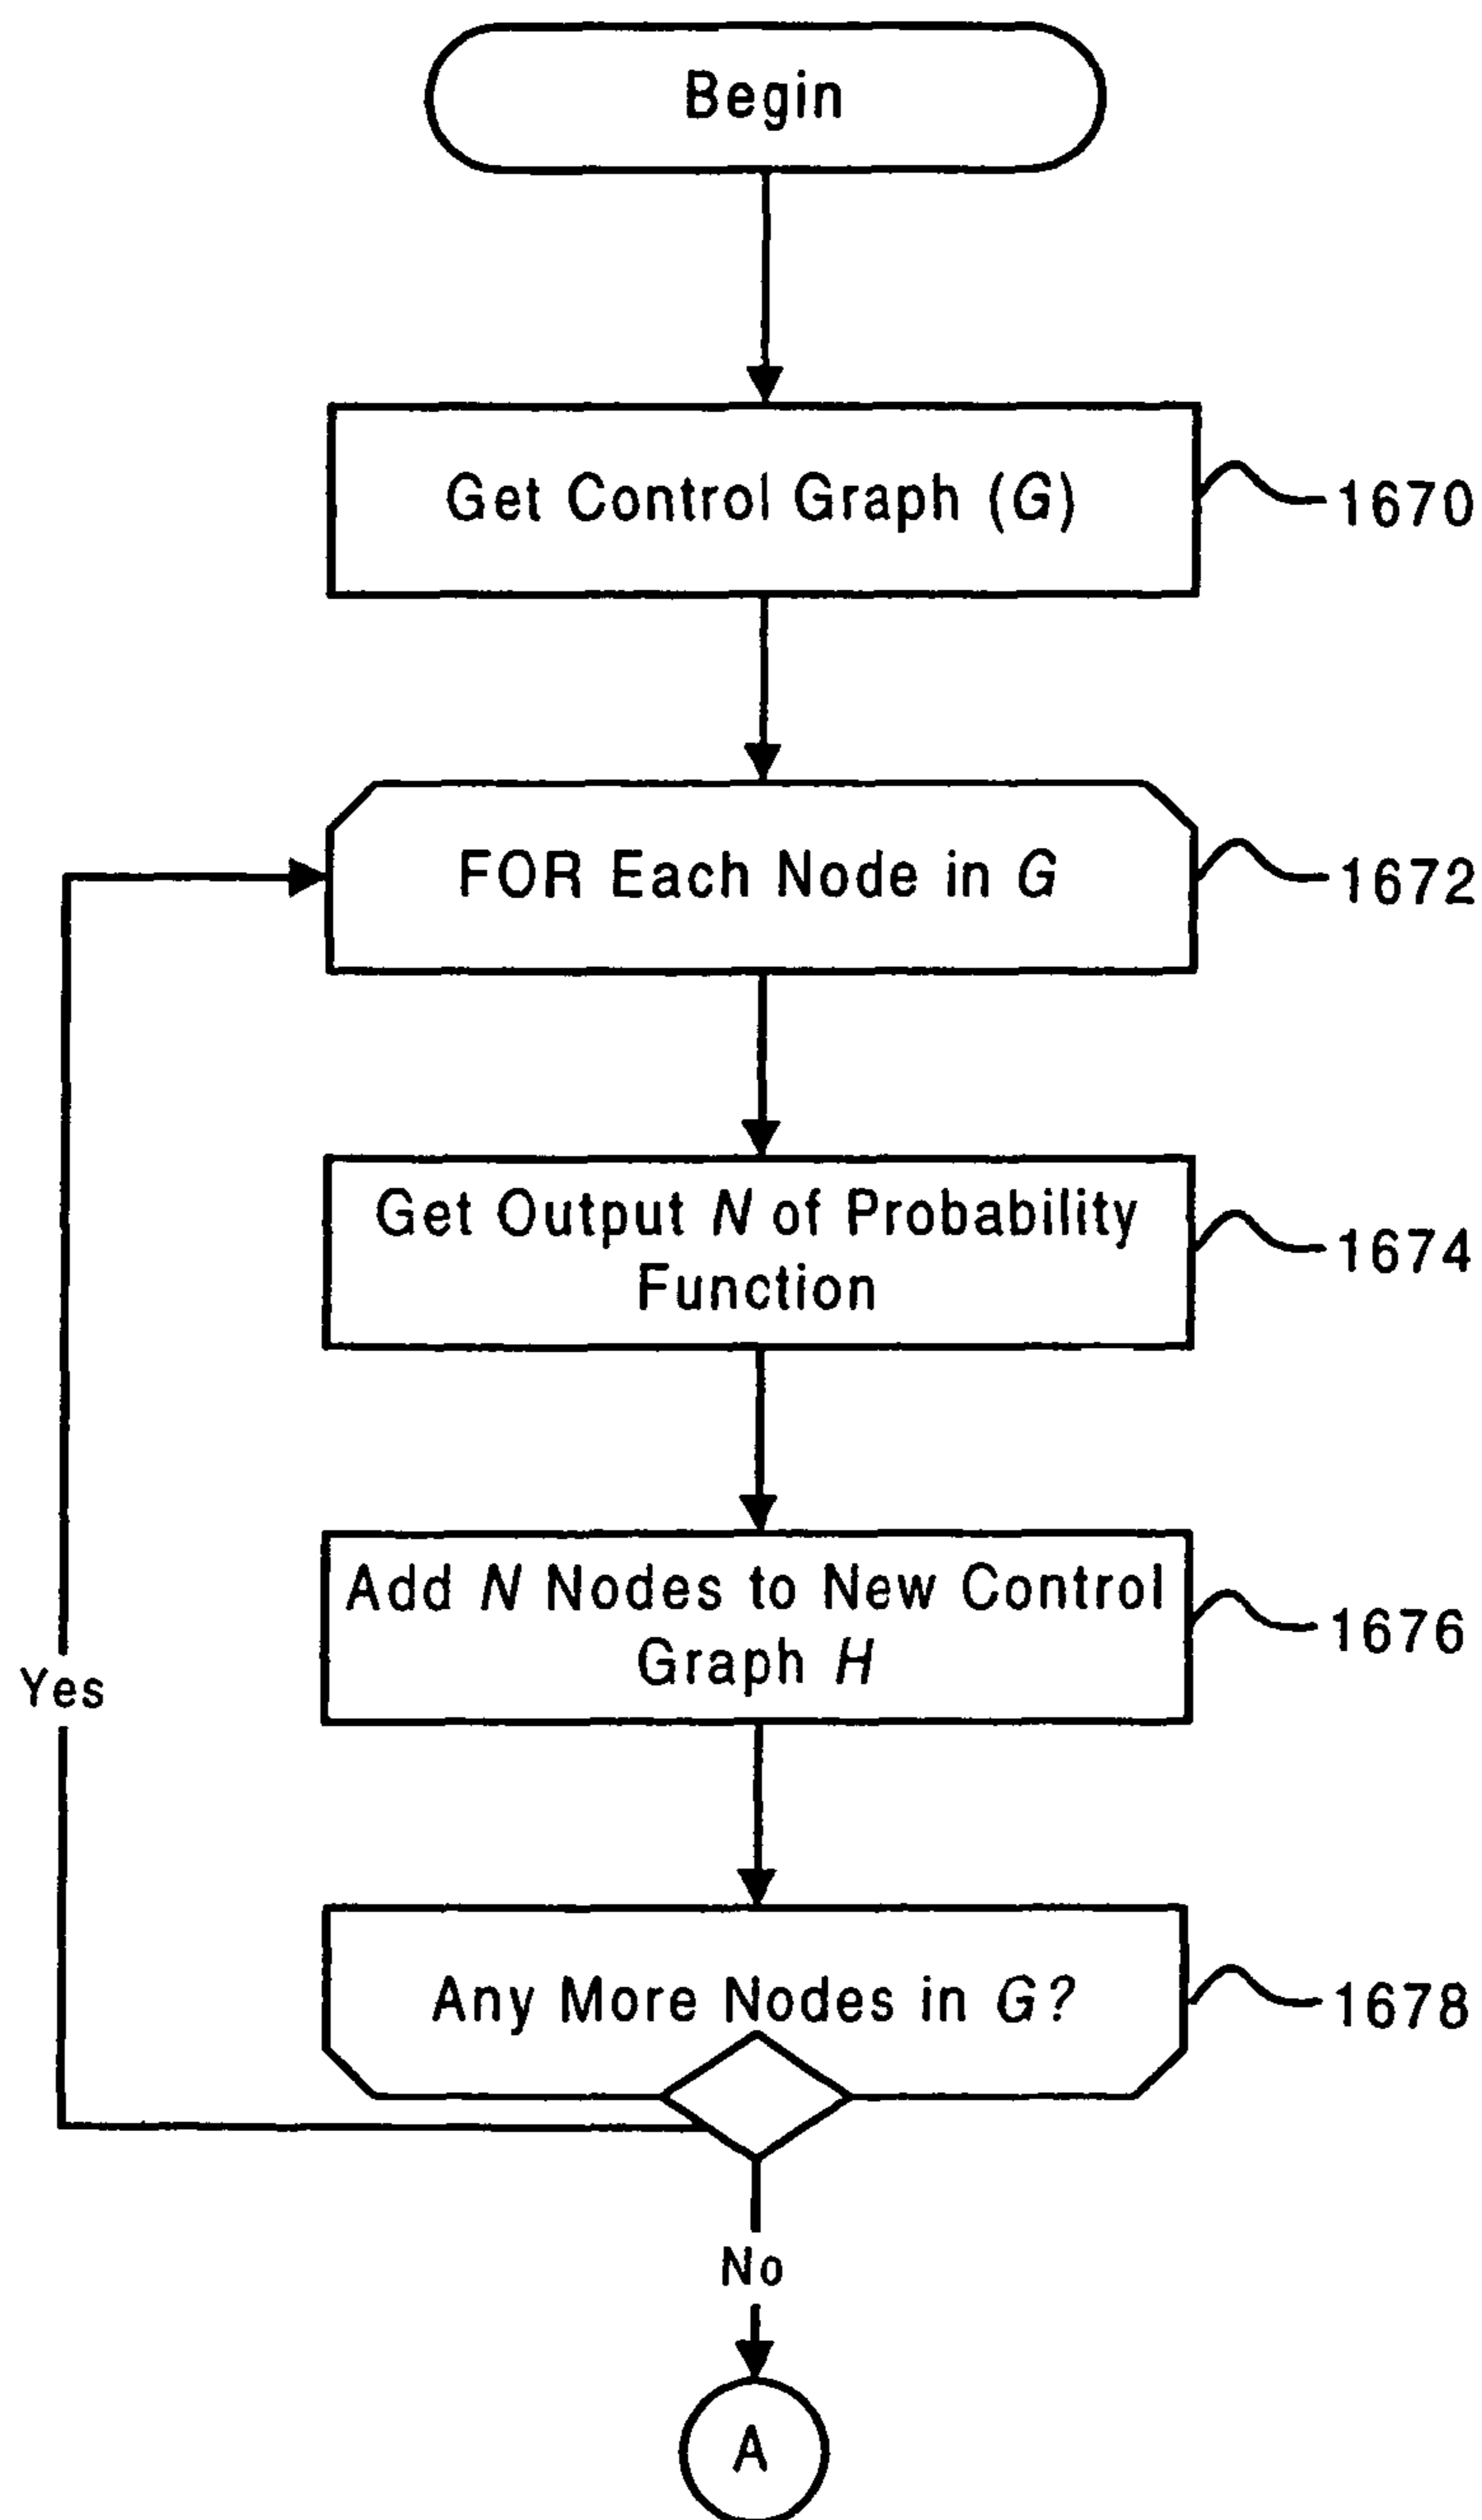 Begin
Get Control Graph (G)
1670
FOR Each Node in G
1672
Get Output N of Probability
Function
1674
Add N Nodes to New Control
Graph H
1676
Yes
Any More Nodes in G?
1678
No
A